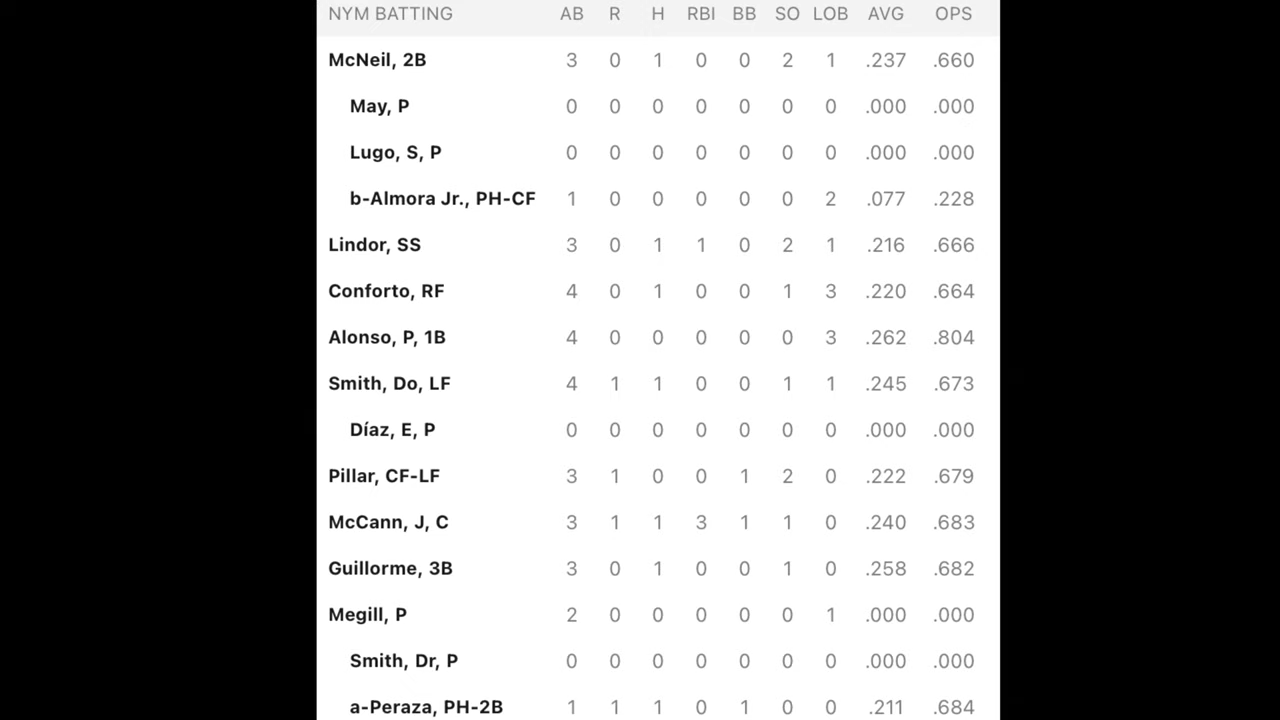 NYM BATTING AB R H RBI BB SO LOB AVG OPS
McNeil, 2B 3 0 1 0 0 2 1 .237 .660
May, P 0 0 0 0 0 0 0 .000 .000
Lugo, S, P 0 0 0 0 0 0 0 .000 .000
b-Almora Jr., PH-CF 1 0 0 0 0 0 2 .077 .228
Lindor, SS 3 0 1 1 0 2 1 .216 .666
Conforto, RF 4 0 1 0 0 1 3 .220 .664
Alonso, P, 1B 4 0 0 0 0 0 3 .262 .804
Smith, Do, LF 4 1 1 0 0 1 1 .245 .673
Díaz, E, P 0 0 0 0 0 0 0 .000 .000
Pillar, CF-LF 3 1 0 0 1 2 0 .222 .679
McCann, J, C 3 1 1 3 1 1 0 .240 .683
Guillorme, 3B 3 0 1 0 0 1 0 .258 .682
Megill, P 2 0 0 0 0 0 1 .000 .000
Smith, Dr, P 0 0 0 0 0 0 0 .000 .000
a-Peraza, PH-2B 1 1 1 0 1 0 0 .211 .684